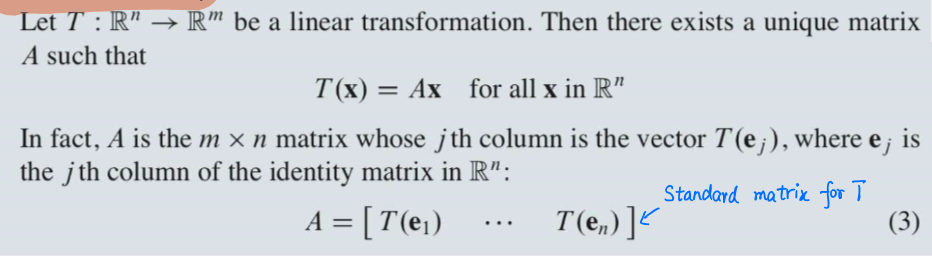 Let T : ℝⁿ → ℝᵐ be a linear transformation. Then there exists a unique matrix
A such that
T(x) = Ax for all x in ℝⁿ
In fact, A is the m × n matrix whose jth column is the vector T(eⱼ), where eⱼ is
the jth column of the identity matrix in ℝⁿ:
Standard matrix for T
A = [ T(e₁) ⋯ T(eₙ) ] (3)